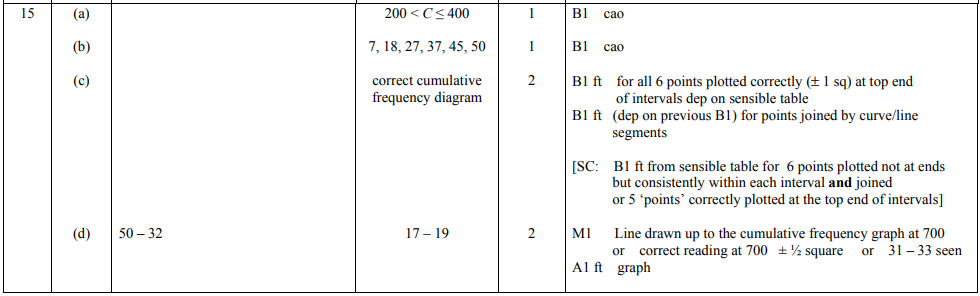 15 (a) 200 < C ≤ 400 1 B1 cao
(b) 7, 18, 27, 37, 45, 50 1 B1 cao
(c) correct cumulative 2 B1 ft for all 6 points plotted correctly (± 1 sq) at top end
frequency diagram of intervals dep on sensible table
B1 ft (dep on previous B1) for points joined by curve/line
segments
[SC: B1 ft from sensible table for 6 points plotted not at ends
but consistently within each interval and joined
or 5 ‘points’ correctly plotted at the top end of intervals]
(d) 50 – 32 17 – 19 2 M1 Line drawn up to the cumulative frequency graph at 700
or correct reading at 700 ± ½ square or 31 – 33 seen
A1 ft graph